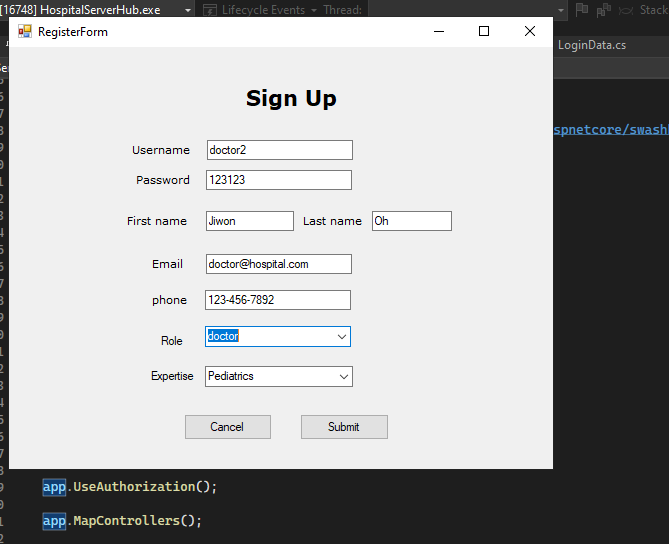 [16748] HospitalServerHub.exe Lifecycle Events Thread: Stack
RegisterForm
LoginData.cs
Sign Up
spnetcore/swash
Username doctor2
Password 123123
First name Jiwon Last name Oh
Email doctor@hospital.com
phone 123-456-7892
Role doctor
Expertise Pediatrics
Cancel Submit
app.UseAuthorization();
app.MapControllers();